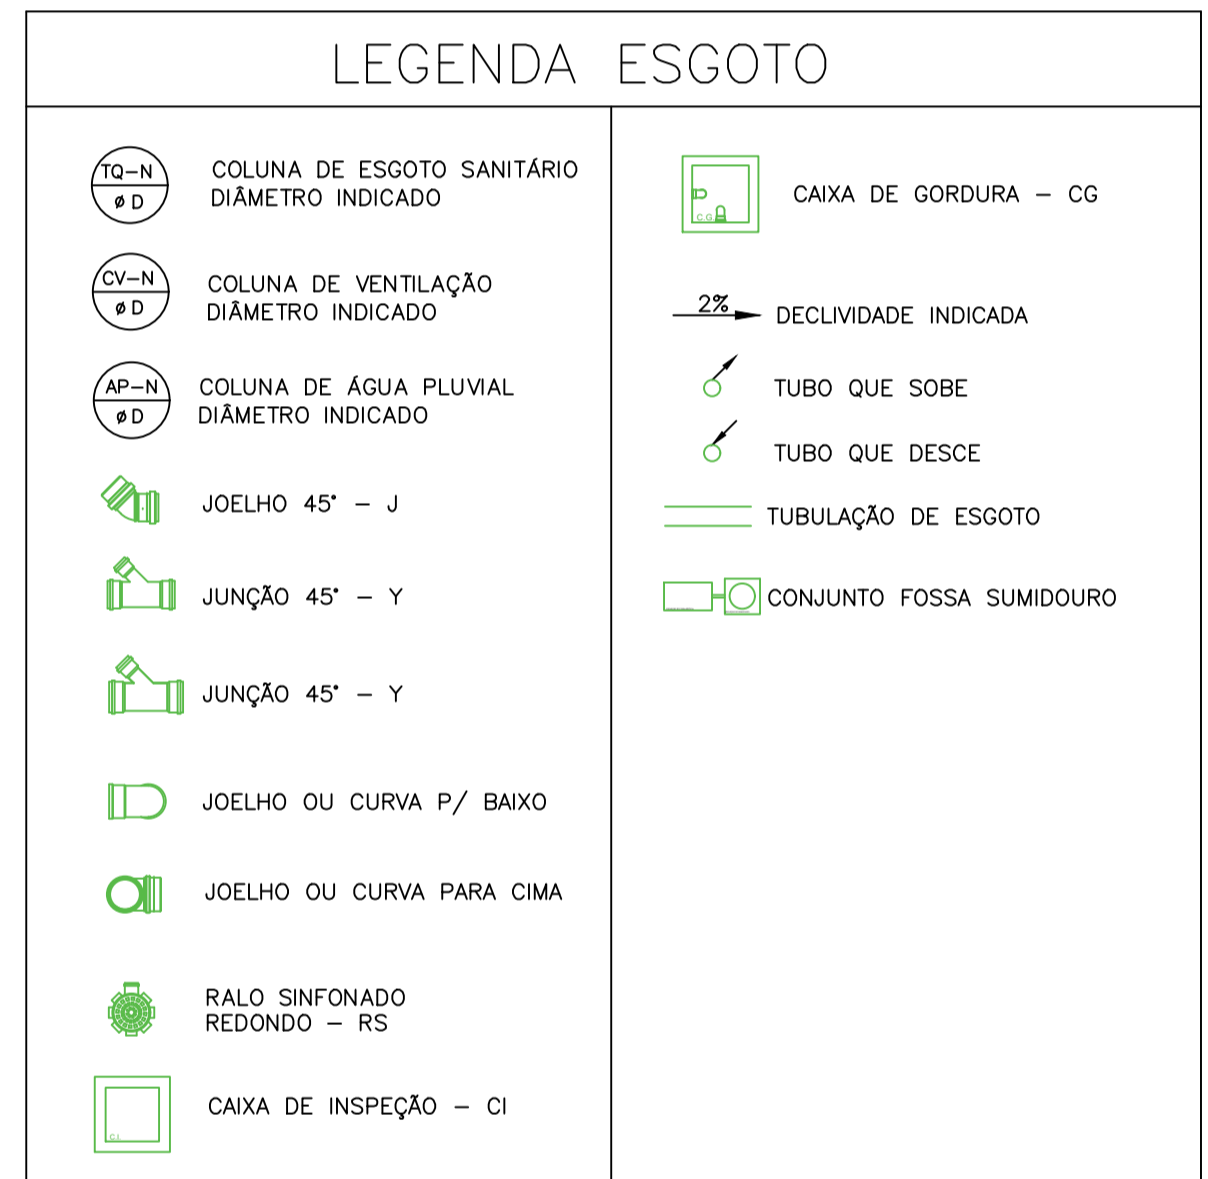 LEGENDA ESGOTO
TQ-N
ø D
COLUNA DE ESGOTO SANITÁRIO
DIÂMETRO INDICADO
CV-N
ø D
COLUNA DE VENTILAÇÃO
DIÂMETRO INDICADO
AP-N
ø D
COLUNA DE ÁGUA PLUVIAL
DIÂMETRO INDICADO
JOELHO 45° - J
JUNÇÃO 45° - Y
JUNÇÃO 45° - Y
JOELHO OU CURVA P/ BAIXO
JOELHO OU CURVA PARA CIMA
RALO SINFONADO
REDONDO - RS
C.I.
CAIXA DE INSPEÇÃO - CI
C.G.
CAIXA DE GORDURA - CG
2%
DECLIVIDADE INDICADA
TUBO QUE SOBE
TUBO QUE DESCE
TUBULAÇÃO DE ESGOTO
CONJUNTO FOSSA SUMIDOURO